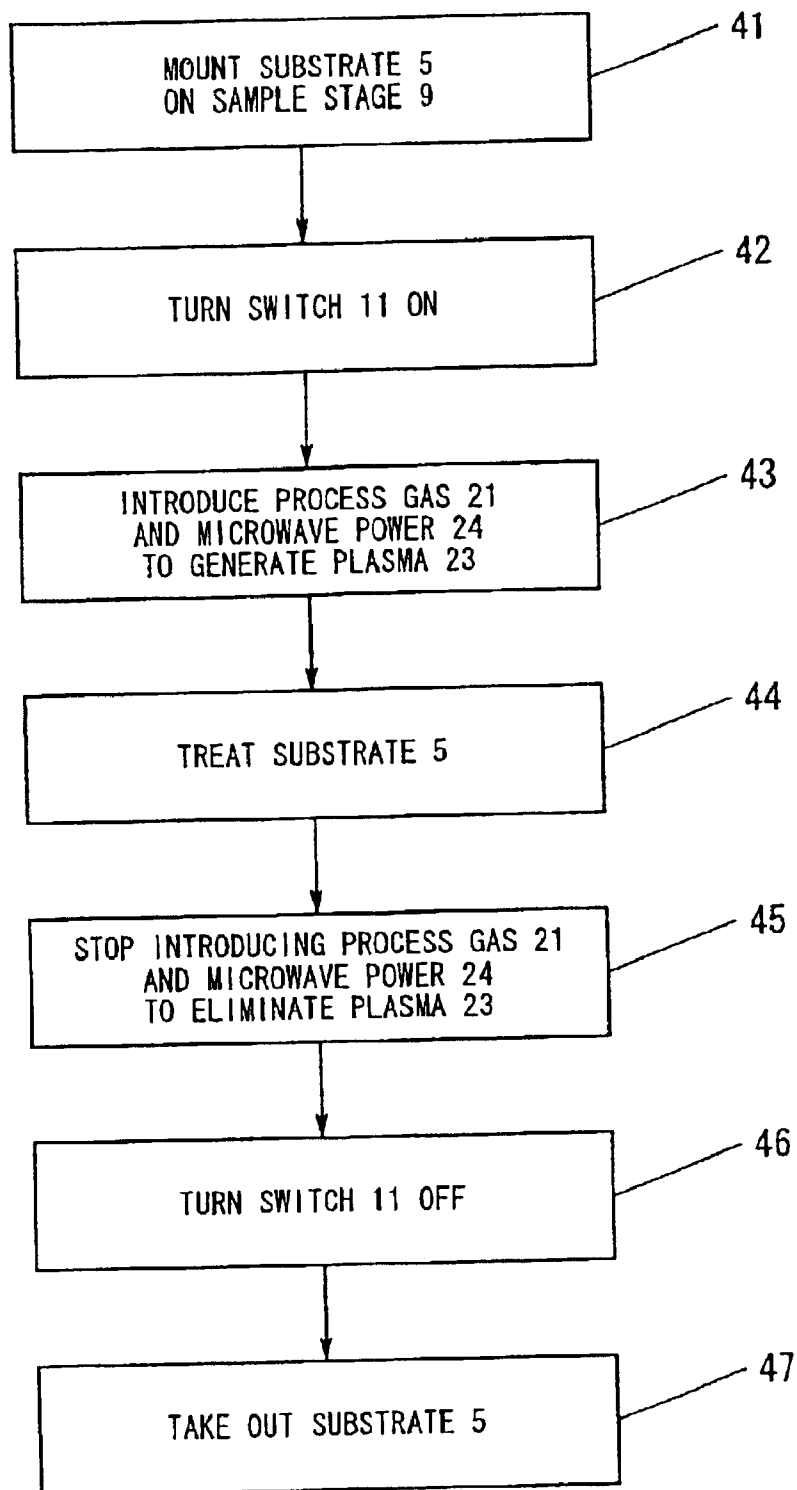 41
MOUNT SUBSTRATE 5
ON SAMPLE STAGE 9
42
TURN SWITCH 11 ON
43
INTRODUCE PROCESS GAS 21
AND MICROWAVE POWER 24
TO GENERATE PLASMA 23
44
TREAT SUBSTRATE 5
45
STOP INTRODUCING PROCESS GAS 21
AND MICROWAVE POWER 24
TO ELIMINATE PLASMA 23
46
TURN SWITCH 11 OFF
47
TAKE OUT SUBSTRATE 5